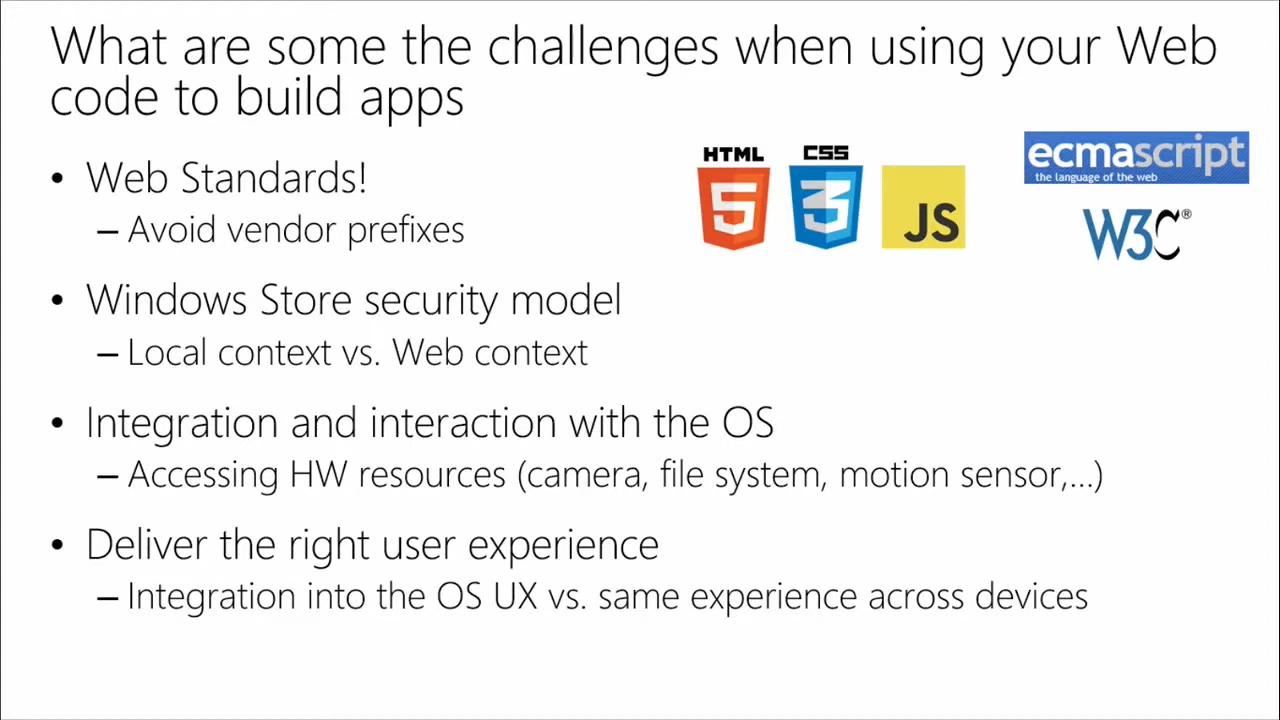 What are some the challenges when using your Web
code to build apps
• Web Standards!
– Avoid vendor prefixes
HTML
5
CSS
3
JS
ecmascript
the language of the web
W3C®
• Windows Store security model
– Local context vs. Web context
• Integration and interaction with the OS
– Accessing HW resources (camera, file system, motion sensor,...)
• Deliver the right user experience
– Integration into the OS UX vs. same experience across devices